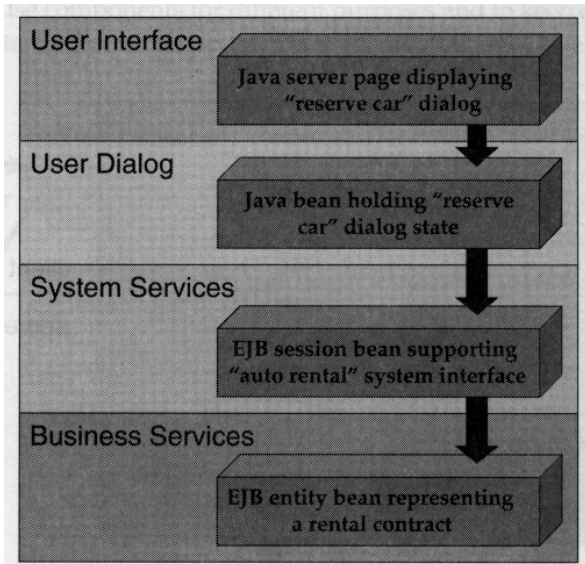 User Interface
Java server page displaying
"reserve car" dialog
User Dialog
Java bean holding "reserve
car" dialog state
System Services
EJB session bean supporting
"auto rental" system interface
Business Services
EJB entity bean representing
a rental contract